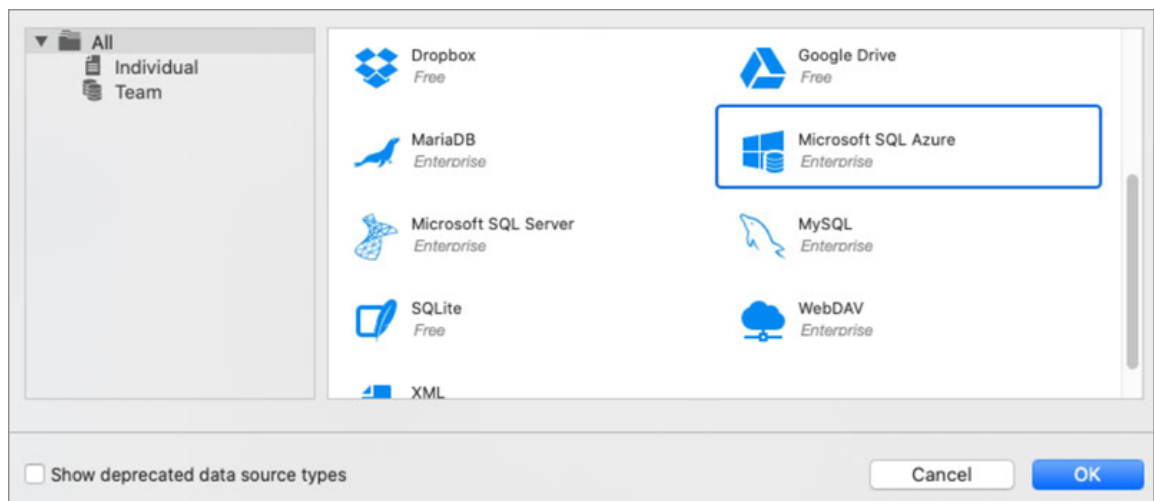 All
Individual
Team
Dropbox
Free
Google Drive
Free
MariaDB
Enterprise
Microsoft SQL Azure
Enterprise
Microsoft SQL Server
Enterprise
MySQL
Enterprise
SQLite
Free
WebDAV
Enterprise
XML
Show deprecated data source types
Cancel
OK